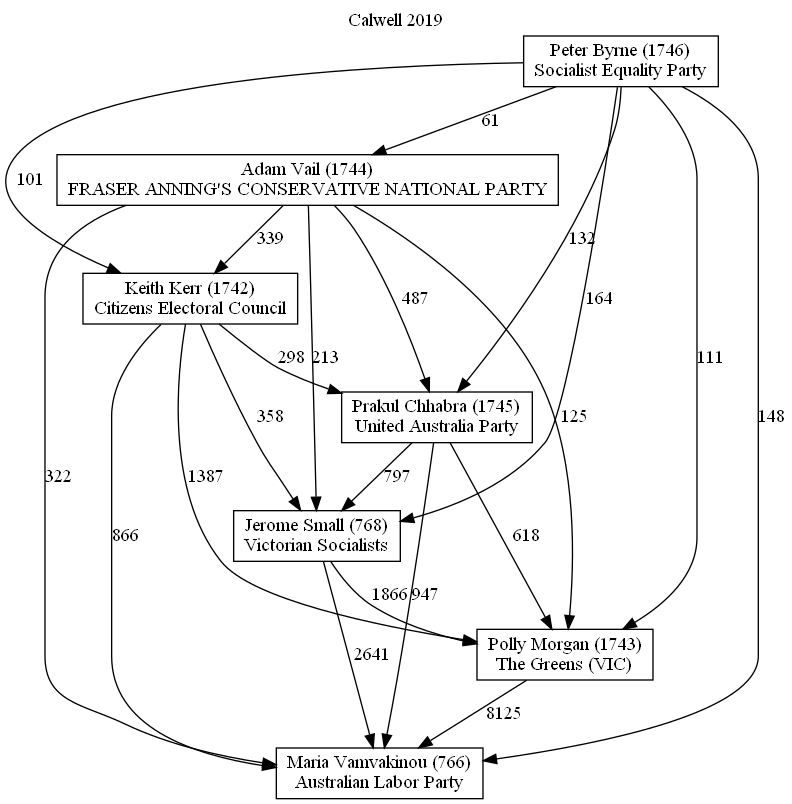 Calwell 2019
Peter Byrne (1746)
Socialist Equality Party
61
101
Adam Vail (1744)
FRASER ANNING'S CONSERVATIVE NATIONAL PARTY
339
132
Keith Kerr (1742)
Citizens Electoral Council
487
164
298
213
111
Prakul Chhabra (1745)
United Australia Party
358
125
148
322
1387
797
Jerome Small (768)
Victorian Socialists
866
618
1866
947
2641
Polly Morgan (1743)
The Greens (VIC)
8125
Maria Vamvakinou (766)
Australian Labor Party